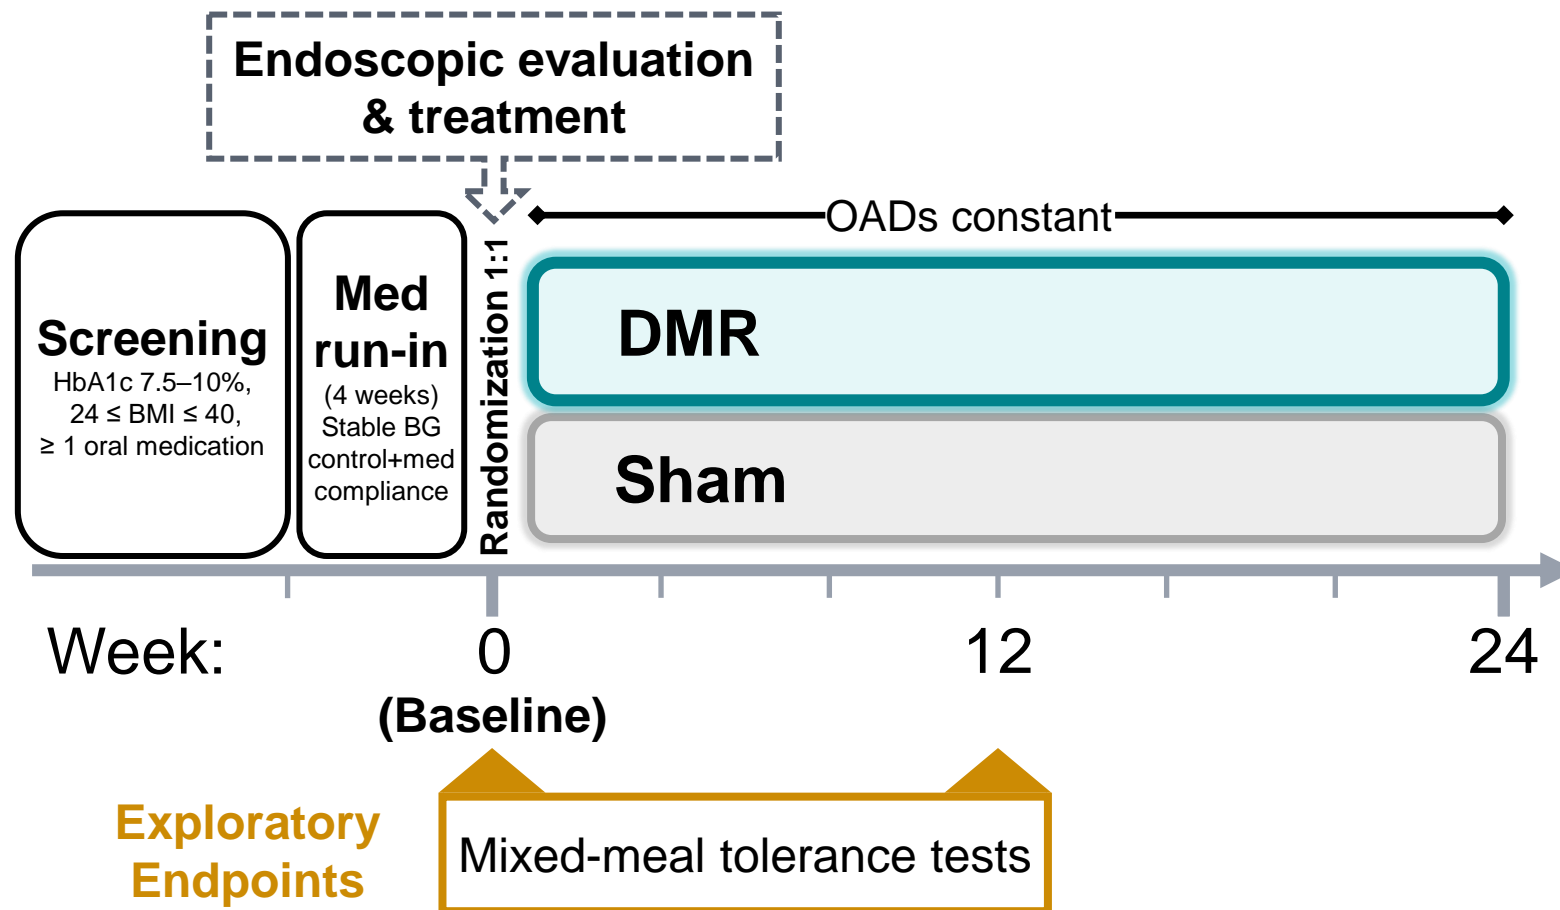 Endoscopic evaluation
& treatment
OADs constant
Screening
HbA1c 7.5–10%,
24 ≤ BMI ≤ 40,
≥ 1 oral medication
Med
run-in
(4 weeks)
Stable BG
control+med
compliance
Randomization 1:1
DMR
Sham
Week:
0
12
24
(Baseline)
Exploratory
Endpoints
Mixed-meal tolerance tests